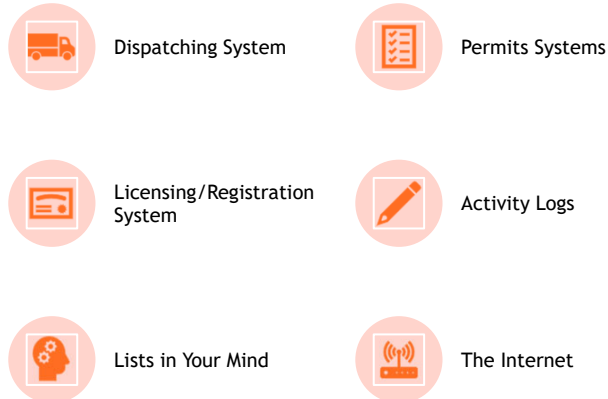 Dispatching System
Permits Systems
Licensing/Registration
System
Activity Logs
Lists in Your Mind
The Internet